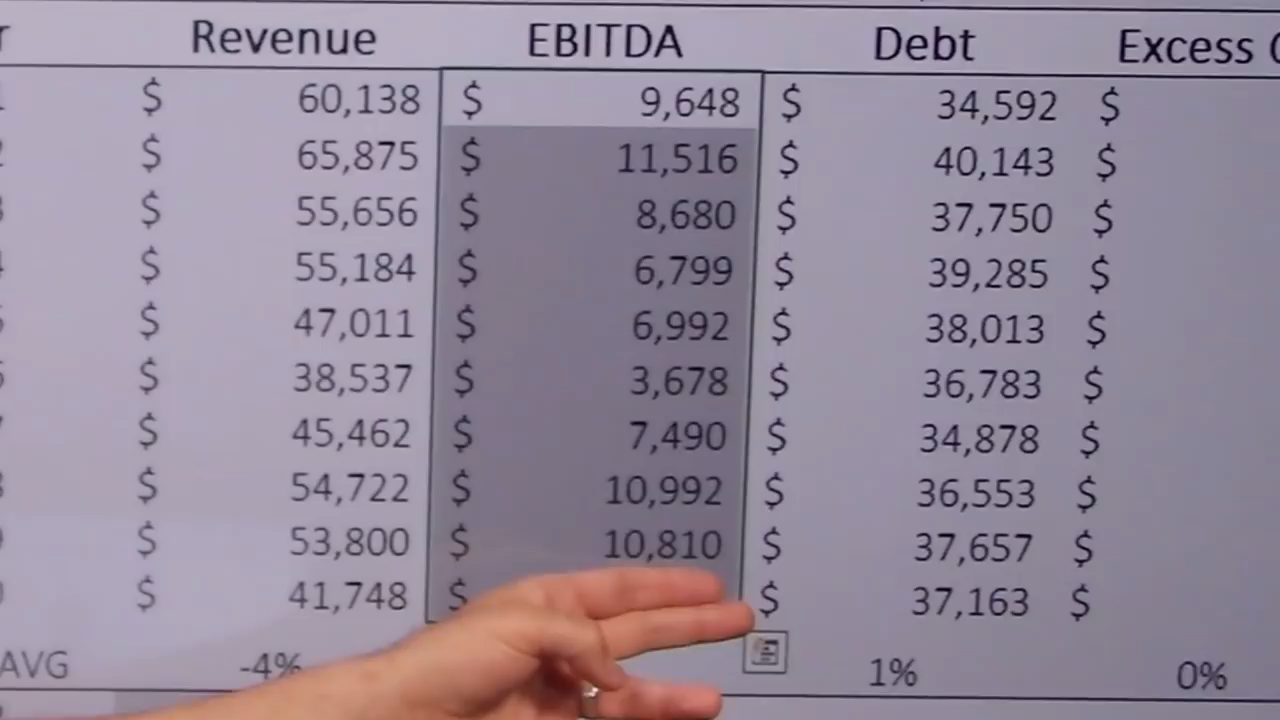 Revenue EBITDA Debt Excess
$ 60,138 $ 9,648 $ 34,592 $
$ 65,875 $ 11,516 $ 40,143 $
$ 55,656 $ 8,680 $ 37,750 $
$ 55,184 $ 6,799 $ 39,285 $
$ 47,011 $ 6,992 $ 38,013 $
$ 38,537 $ 3,678 $ 36,783 $
$ 45,462 $ 7,490 $ 34,878 $
$ 54,722 $ 10,992 $ 36,553 $
$ 53,800 $ 10,810 $ 37,657 $
$ 41,748 $ $ 37,163 $
AVG -4% 1% 0%